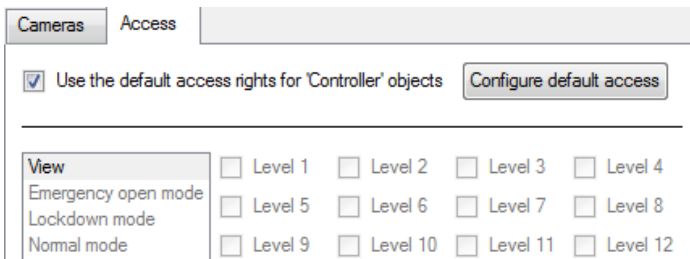 Cameras Access
Use the default access rights for 'Controller' objects Configure default access
View Level 1 Level 2 Level 3 Level 4
Emergency open mode
Lockdown mode Level 5 Level 6 Level 7 Level 8
Normal mode Level 9 Level 10 Level 11 Level 12